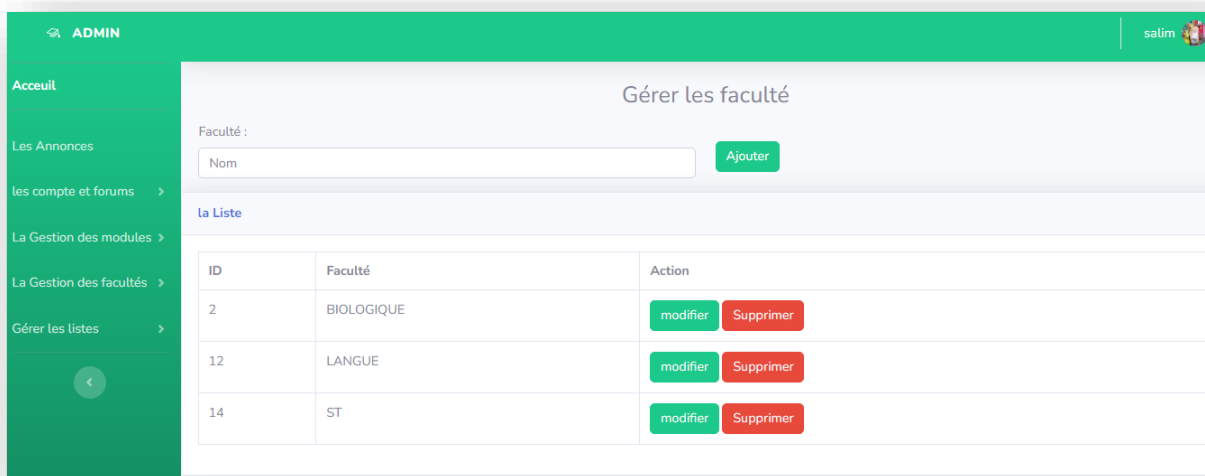 ADMIN
salim
Acceuil
Les Annonces
les compte et forums
La Gestion des modules
La Gestion des facultés
Gérer les listes
Gérer les faculté
Faculté :
Nom
Ajouter
la Liste
ID Faculté Action
2 BIOLOGIQUE modifier Supprimer
12 LANGUE modifier Supprimer
14 ST modifier Supprimer